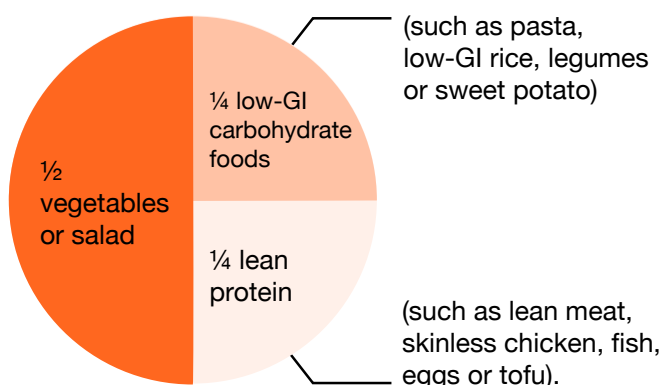 (such as pasta,
low-GI rice, legumes
or sweet potato)
¼ low-GI
carbohydrate
foods
½
vegetables
or salad
¼ lean
protein
(such as lean meat,
skinless chicken, fish,
eggs or tofu).